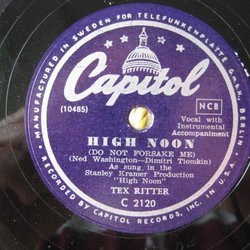 MADE IN SWEDEN FOR TELEFUNKENPLATTE G.M.B.H. BERLIN
Capitol
(10485)
NCB
Vocal with
Instrumental
Accompaniment
HIGH NOON
(DO NOT FORSAKE ME)
(Ned Washington—Dimitri Tiomkin)
As sung in the
Stanley Kramer Production
"High Noon"
TEX RITTER
C 2120
RECORDED BY CAPITOL RECORDS, INC. IN U.S.A.